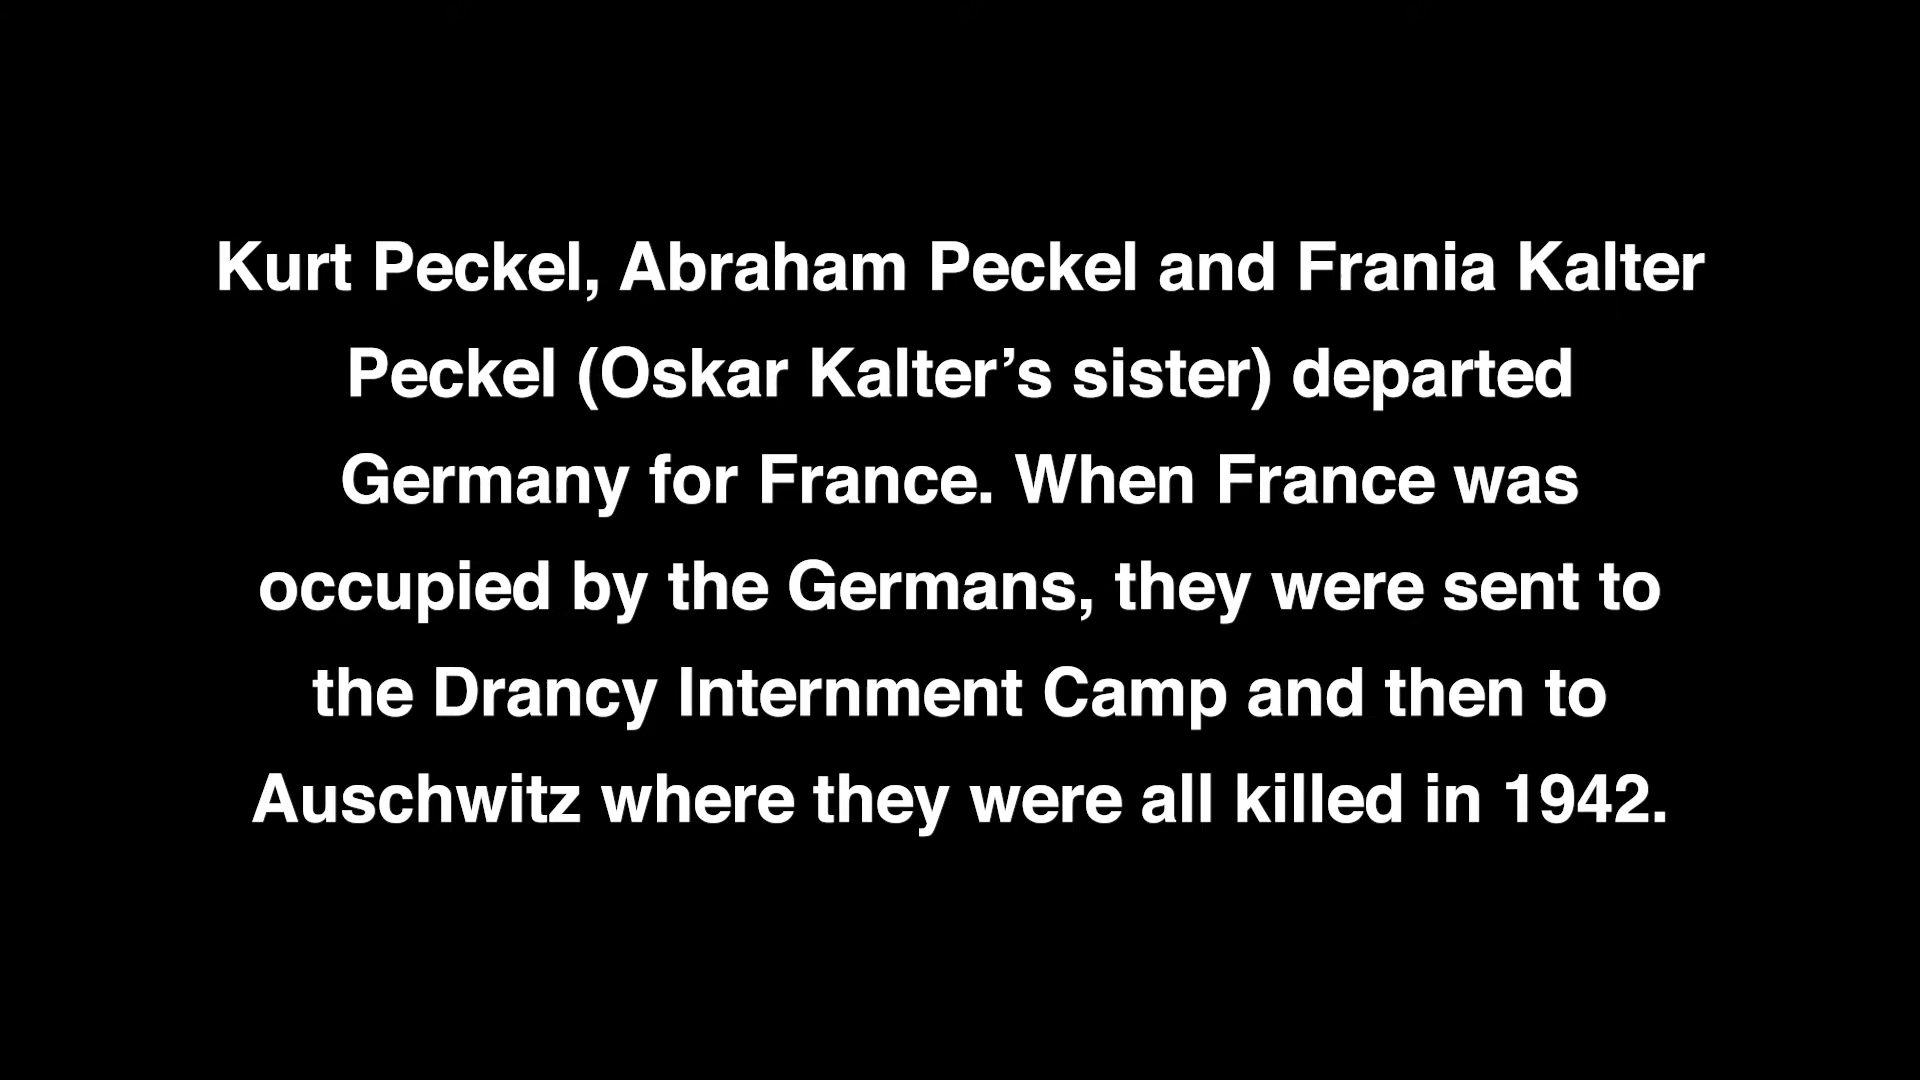 Kurt Peckel, Abraham Peckel and Frania Kalter
Peckel (Oskar Kalter’s sister) departed
Germany for France. When France was
occupied by the Germans, they were sent to
the Drancy Internment Camp and then to
Auschwitz where they were all killed in 1942.